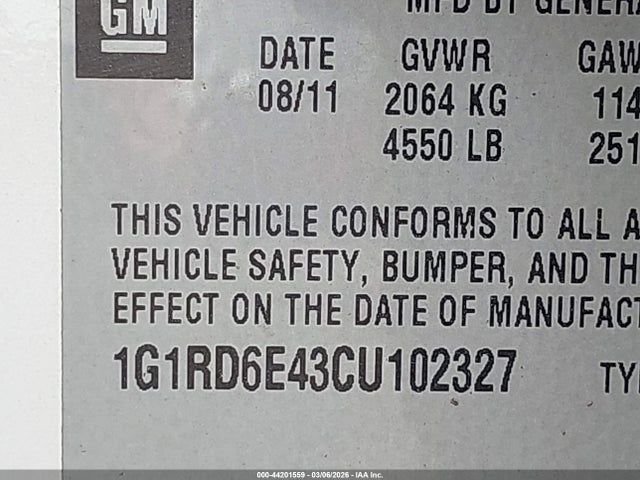 GM
MFD BY GENERA
DATE GVWR GAW
08/11 2064 KG 114
4550 LB 251
THIS VEHICLE CONFORMS TO ALL A
VEHICLE SAFETY, BUMPER, AND TH
EFFECT ON THE DATE OF MANUFACT
1G1RD6E43CU102327 TY
000-44201559 - 03/06/2026 - IAA Inc.